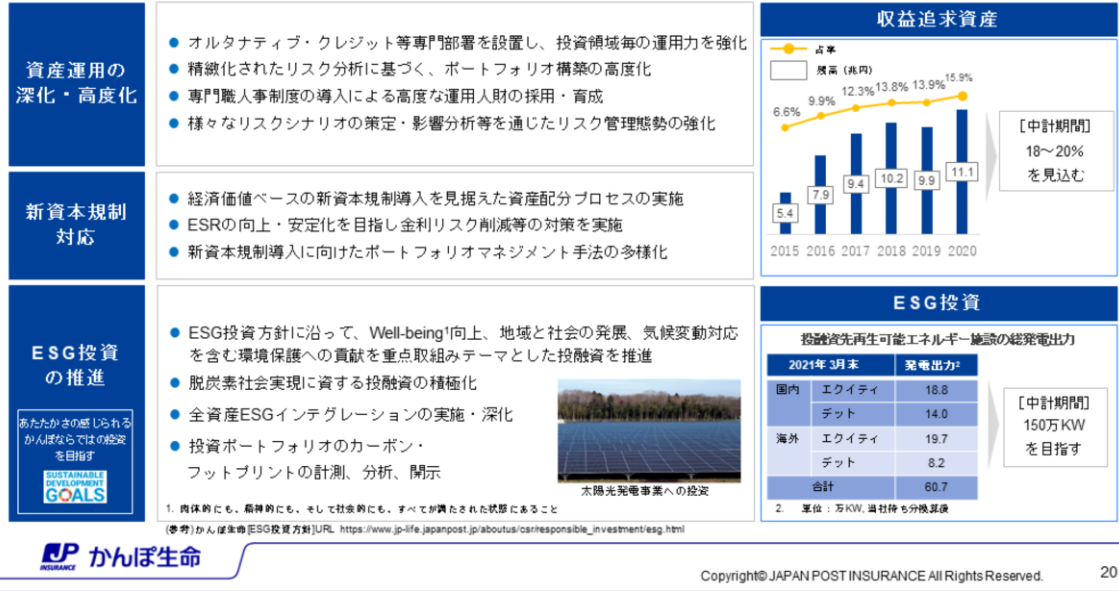 資産運用の
深化・高度化
● オルタナティブ・クレジット等専門部署を設置し、投資領域毎の運用力を強化
● 精緻化されたリスク分析に基づく、ポートフォリオ構築の高度化
● 専門職人事制度の導入による高度な運用人財の採用・育成
● 様々なリスクシナリオの策定・影響分析等を通じたリスク管理態勢の強化
新資本規制
対応
● 経済価値ベースの新資本規制導入を見据えた資産配分プロセスの実施
● ESRの向上・安定化を目指し金利リスク削減等の対策を実施
● 新資本規制導入に向けたポートフォリオマネジメント手法の多様化
ESG投資
の推進
あたたかさの感じられる
かんぽならではの投資
を目指す
SUSTAINABLE
DEVELOPMENT
GOALS
● ESG投資方針に沿って、Well-being¹向上、地域と社会の発展、気候変動対応
を含む環境保護への貢献を重点取組みテーマとした投融資を推進
● 脱炭素社会実現に資する投融資の積極化
● 全資産ESGインテグレーションの実施・深化
● 投資ポートフォリオのカーボン・
フットプリントの計測、分析、開示
太陽光発電事業への投資
1. 肉体的にも、精神的にも、そして社会的にも、すべてが満たされた状態にあること
(参考)かんぽ生命[ESG投資方針]URL https://www.jp-life.japanpost.jp/aboutus/csr/responsible_investment/esg.html
収益追求資産
占率
残高（兆円）
6.6% 9.9% 12.3% 13.8% 13.9% 15.9%
5.4 7.9 9.4 10.2 9.9 11.1
2015 2016 2017 2018 2019 2020
［中計期間］
18～20%
を見込む
ESG投資
投融資先再生可能エネルギー施設の総発電出力
2021年3月末 発電出力²
国内 エクイティ 18.8
デット 14.0
海外 エクイティ 19.7
デット 8.2
合計 60.7
2. 単位：万KW, 当社持ち分換算後
［中計期間］
150万KW
を目指す
JP INSURANCE かんぽ生命
Copyright© JAPAN POST INSURANCE All Rights Reserved.
20